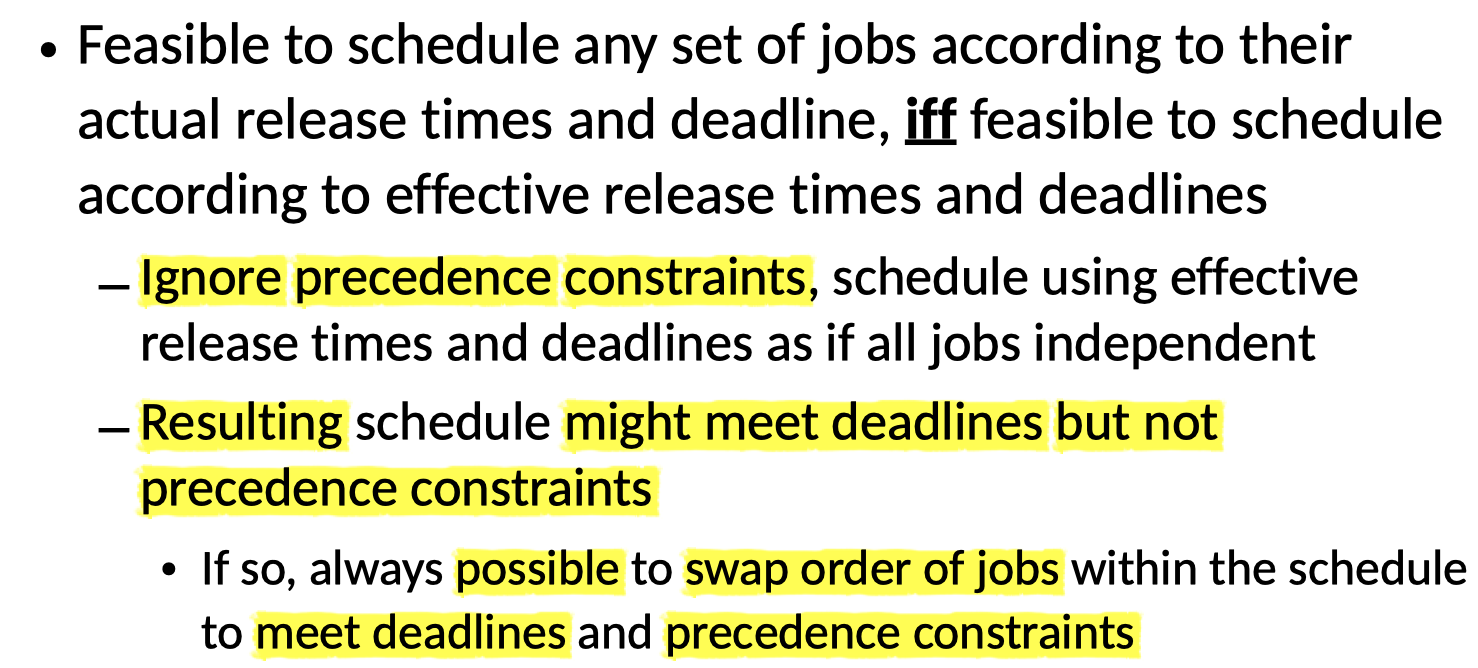 • Feasible to schedule any set of jobs according to their
actual release times and deadline, iff feasible to schedule
according to effective release times and deadlines
– Ignore precedence constraints, schedule using effective
release times and deadlines as if all jobs independent
– Resulting schedule might meet deadlines but not
precedence constraints
• If so, always possible to swap order of jobs within the schedule
to meet deadlines and precedence constraints